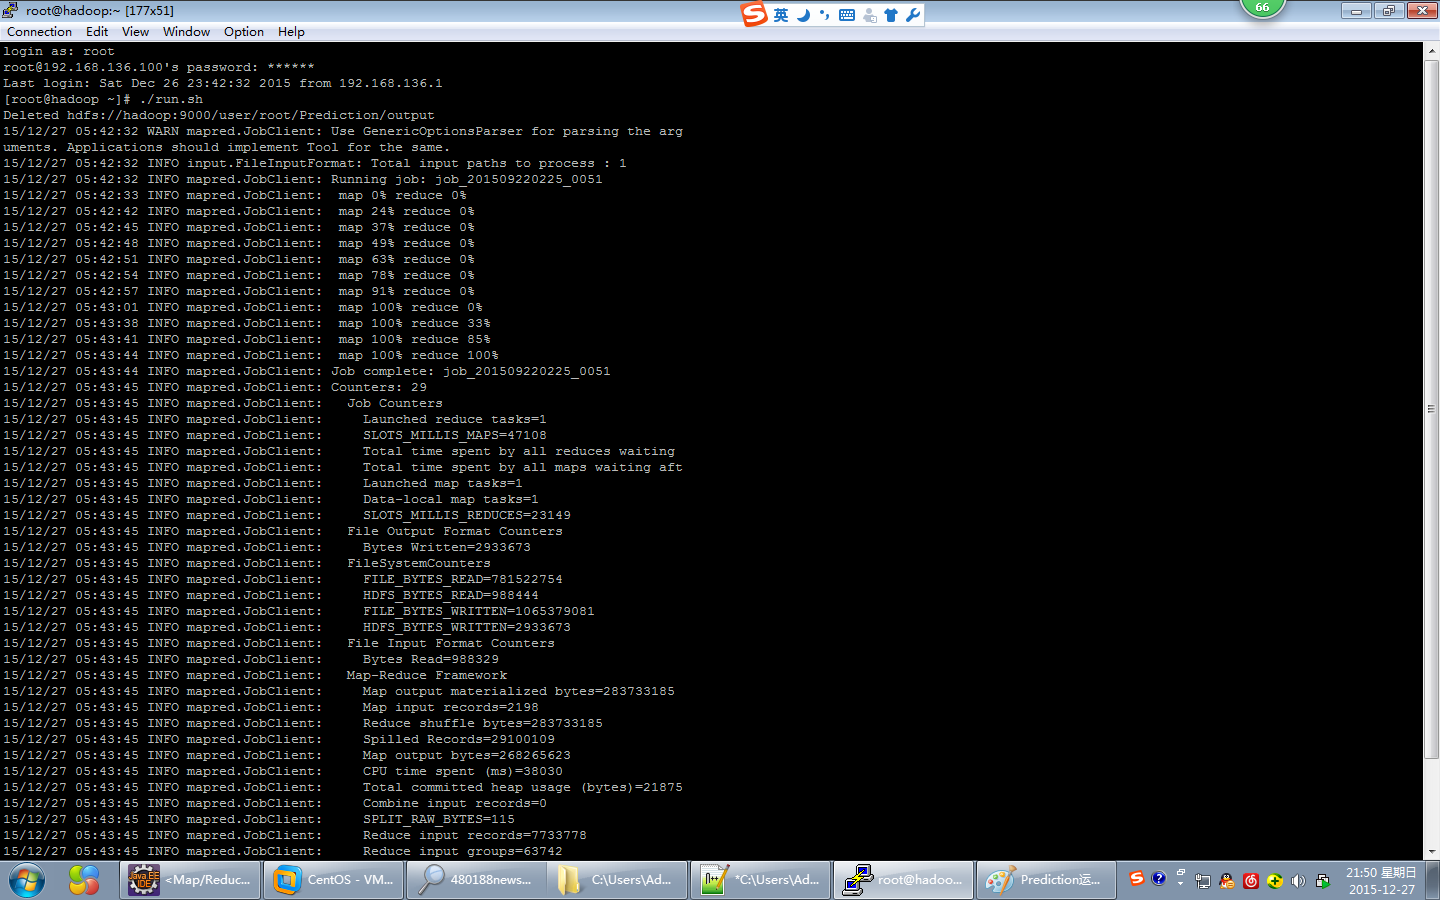 root@hadoop:~ [177x51]
英
66
Connection Edit View Window Option Help
login as: root
root@192.168.136.100's password: ******
Last login: Sat Dec 26 23:42:32 2015 from 192.168.136.1
[root@hadoop ~]# ./run.sh
Deleted hdfs://hadoop:9000/user/root/Prediction/output
15/12/27 05:42:32 WARN mapred.JobClient: Use GenericOptionsParser for parsing the arg
uments. Applications should implement Tool for the same.
15/12/27 05:42:32 INFO input.FileInputFormat: Total input paths to process : 1
15/12/27 05:42:32 INFO mapred.JobClient: Running job: job_201509220225_0051
15/12/27 05:42:33 INFO mapred.JobClient:  map 0% reduce 0%
15/12/27 05:42:42 INFO mapred.JobClient:  map 24% reduce 0%
15/12/27 05:42:45 INFO mapred.JobClient:  map 37% reduce 0%
15/12/27 05:42:48 INFO mapred.JobClient:  map 49% reduce 0%
15/12/27 05:42:51 INFO mapred.JobClient:  map 63% reduce 0%
15/12/27 05:42:54 INFO mapred.JobClient:  map 78% reduce 0%
15/12/27 05:42:57 INFO mapred.JobClient:  map 91% reduce 0%
15/12/27 05:43:01 INFO mapred.JobClient:  map 100% reduce 0%
15/12/27 05:43:38 INFO mapred.JobClient:  map 100% reduce 33%
15/12/27 05:43:41 INFO mapred.JobClient:  map 100% reduce 85%
15/12/27 05:43:44 INFO mapred.JobClient:  map 100% reduce 100%
15/12/27 05:43:44 INFO mapred.JobClient: Job complete: job_201509220225_0051
15/12/27 05:43:45 INFO mapred.JobClient: Counters: 29
15/12/27 05:43:45 INFO mapred.JobClient:   Job Counters
15/12/27 05:43:45 INFO mapred.JobClient:     Launched reduce tasks=1
15/12/27 05:43:45 INFO mapred.JobClient:     SLOTS_MILLIS_MAPS=47108
15/12/27 05:43:45 INFO mapred.JobClient:     Total time spent by all reduces waiting
15/12/27 05:43:45 INFO mapred.JobClient:     Total time spent by all maps waiting aft
15/12/27 05:43:45 INFO mapred.JobClient:     Launched map tasks=1
15/12/27 05:43:45 INFO mapred.JobClient:     Data-local map tasks=1
15/12/27 05:43:45 INFO mapred.JobClient:     SLOTS_MILLIS_REDUCES=23149
15/12/27 05:43:45 INFO mapred.JobClient:   File Output Format Counters
15/12/27 05:43:45 INFO mapred.JobClient:     Bytes Written=2933673
15/12/27 05:43:45 INFO mapred.JobClient:   FileSystemCounters
15/12/27 05:43:45 INFO mapred.JobClient:     FILE_BYTES_READ=781522754
15/12/27 05:43:45 INFO mapred.JobClient:     HDFS_BYTES_READ=988444
15/12/27 05:43:45 INFO mapred.JobClient:     FILE_BYTES_WRITTEN=1065379081
15/12/27 05:43:45 INFO mapred.JobClient:     HDFS_BYTES_WRITTEN=2933673
15/12/27 05:43:45 INFO mapred.JobClient:   File Input Format Counters
15/12/27 05:43:45 INFO mapred.JobClient:     Bytes Read=988329
15/12/27 05:43:45 INFO mapred.JobClient:   Map-Reduce Framework
15/12/27 05:43:45 INFO mapred.JobClient:     Map output materialized bytes=283733185
15/12/27 05:43:45 INFO mapred.JobClient:     Map input records=2198
15/12/27 05:43:45 INFO mapred.JobClient:     Reduce shuffle bytes=283733185
15/12/27 05:43:45 INFO mapred.JobClient:     Spilled Records=29100109
15/12/27 05:43:45 INFO mapred.JobClient:     Map output bytes=268265623
15/12/27 05:43:45 INFO mapred.JobClient:     CPU time spent (ms)=38030
15/12/27 05:43:45 INFO mapred.JobClient:     Total committed heap usage (bytes)=21875
15/12/27 05:43:45 INFO mapred.JobClient:     Combine input records=0
15/12/27 05:43:45 INFO mapred.JobClient:     SPLIT_RAW_BYTES=115
15/12/27 05:43:45 INFO mapred.JobClient:     Reduce input records=7733778
15/12/27 05:43:45 INFO mapred.JobClient:     Reduce input groups=63742
Java EE IDE <Map/Reduc... CentOS - VM... 480188news... C:\Users\Ad... *C:\Users\Ad... root@hadoo... Prediction运...
21:50 星期日
2015-12-27